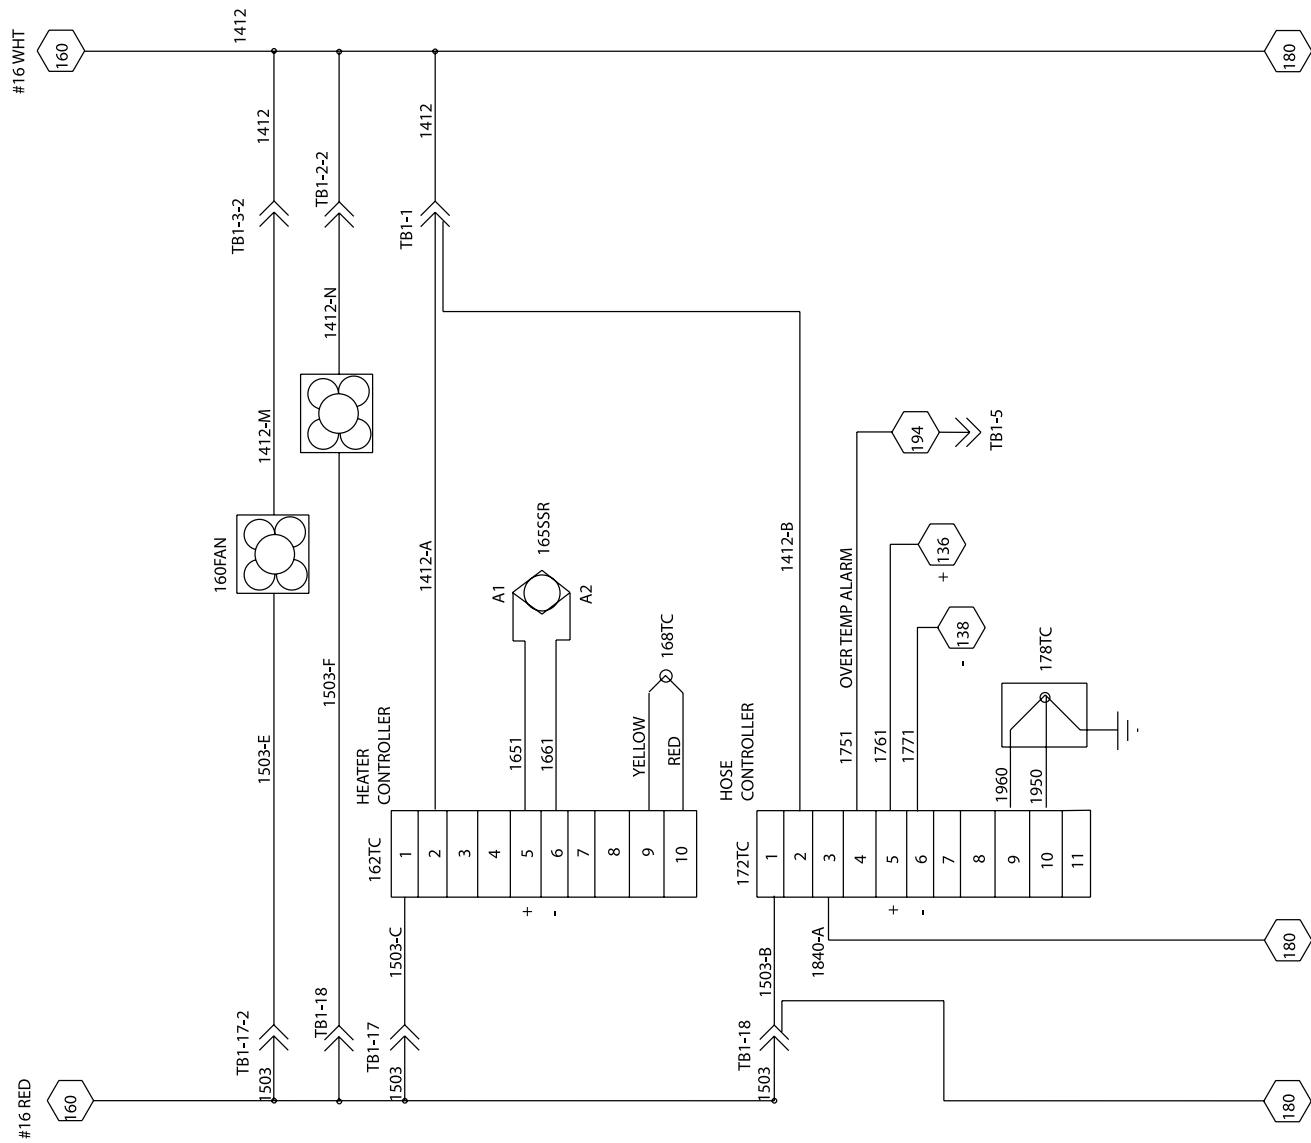 #16 RED
160
#16 WHT
160
1503
TB1-17-2
1503-E
160FAN
1412-M
TB1-3-2
1412
1412
TB1-18
1503-F
1412-N
TB1-2-2
1503
TB1-17
1503-C
162TC
HEATER
CONTROLLER
1
2
3
4
5
6
7
8
9
10
+
-
1412-A
TB1-1
1412
1651
1661
A1
A2
165SSR
YELLOW
RED
168TC
1503
TB1-18
1503-B
1840-A
172TC
HOSE
CONTROLLER
1
2
3
4
5
6
7
8
9
10
11
+
-
1412-B
1751
OVER TEMP ALARM
194
TB1-5
1761
+
136
1771
-
138
1960
1950
178TC
180
180
180